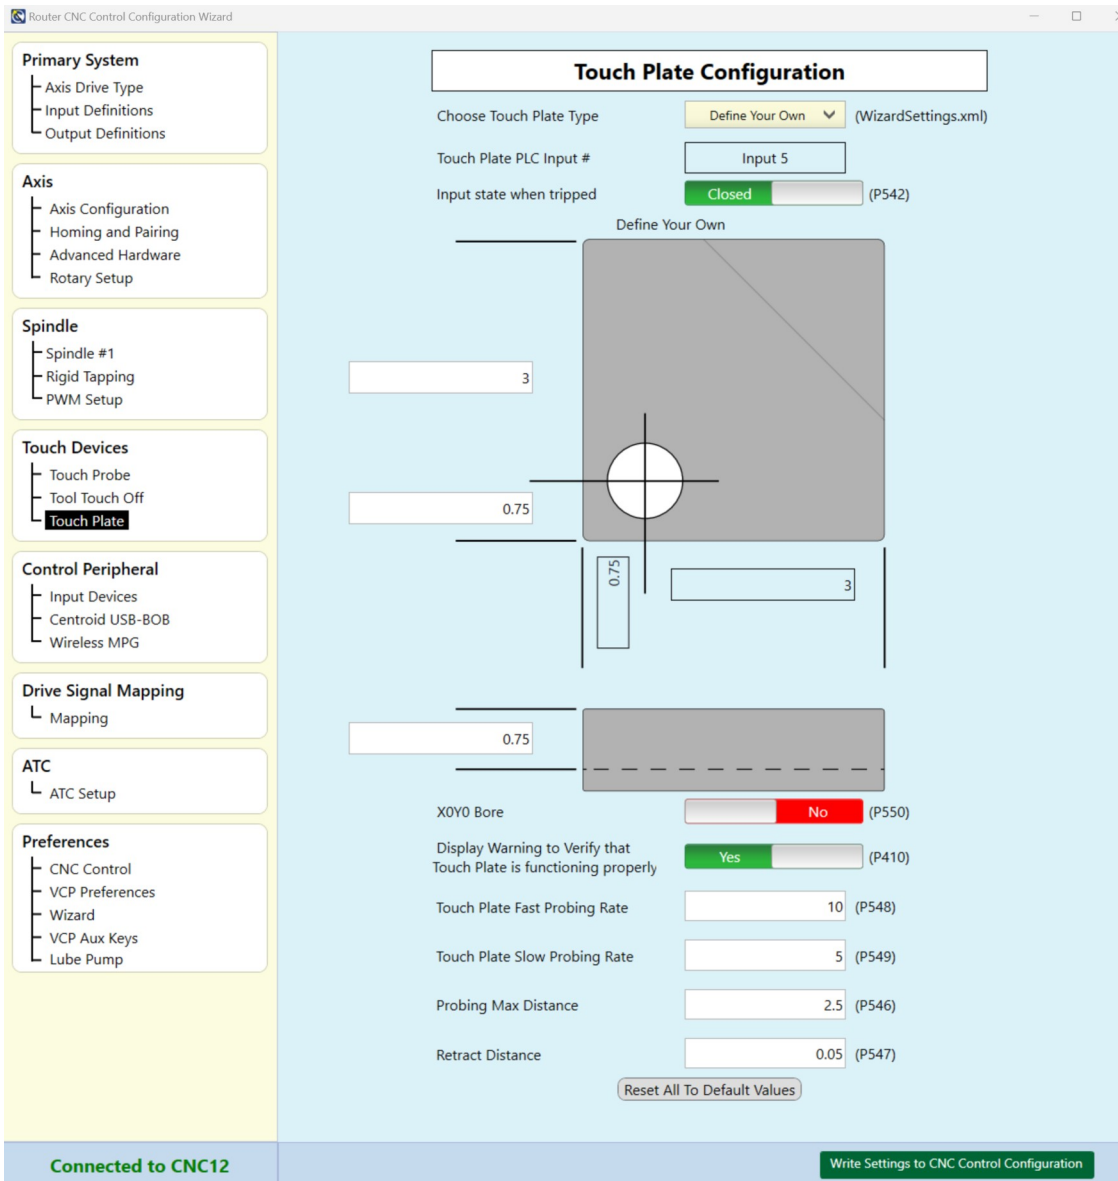 Router CNC Control Configuration Wizard
Primary System
Axis Drive Type
Input Definitions
Output Definitions
Axis
Axis Configuration
Homing and Pairing
Advanced Hardware
Rotary Setup
Spindle
Spindle #1
Rigid Tapping
PWM Setup
Touch Devices
Touch Probe
Tool Touch Off
Touch Plate
Control Peripheral
Input Devices
Centroid USB-BOB
Wireless MPG
Drive Signal Mapping
Mapping
ATC
ATC Setup
Preferences
CNC Control
VCP Preferences
Wizard
VCP Aux Keys
Lube Pump
Connected to CNC12
Touch Plate Configuration
Choose Touch Plate Type Define Your Own (WizardSettings.xml)
Touch Plate PLC Input # Input 5
Input state when tripped Closed (P542)
Define Your Own
3
0.75
0.75
3
0.75
X0Y0 Bore No (P550)
Display Warning to Verify that
Touch Plate is functioning properly Yes (P410)
Touch Plate Fast Probing Rate 10 (P548)
Touch Plate Slow Probing Rate 5 (P549)
Probing Max Distance 2.5 (P546)
Retract Distance 0.05 (P547)
Reset All To Default Values
Write Settings to CNC Control Configuration